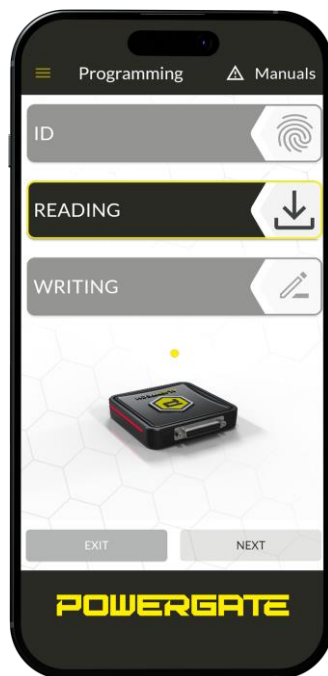 Programming
Manuals
ID
READING
WRITING
EXIT
NEXT
POWERGATE